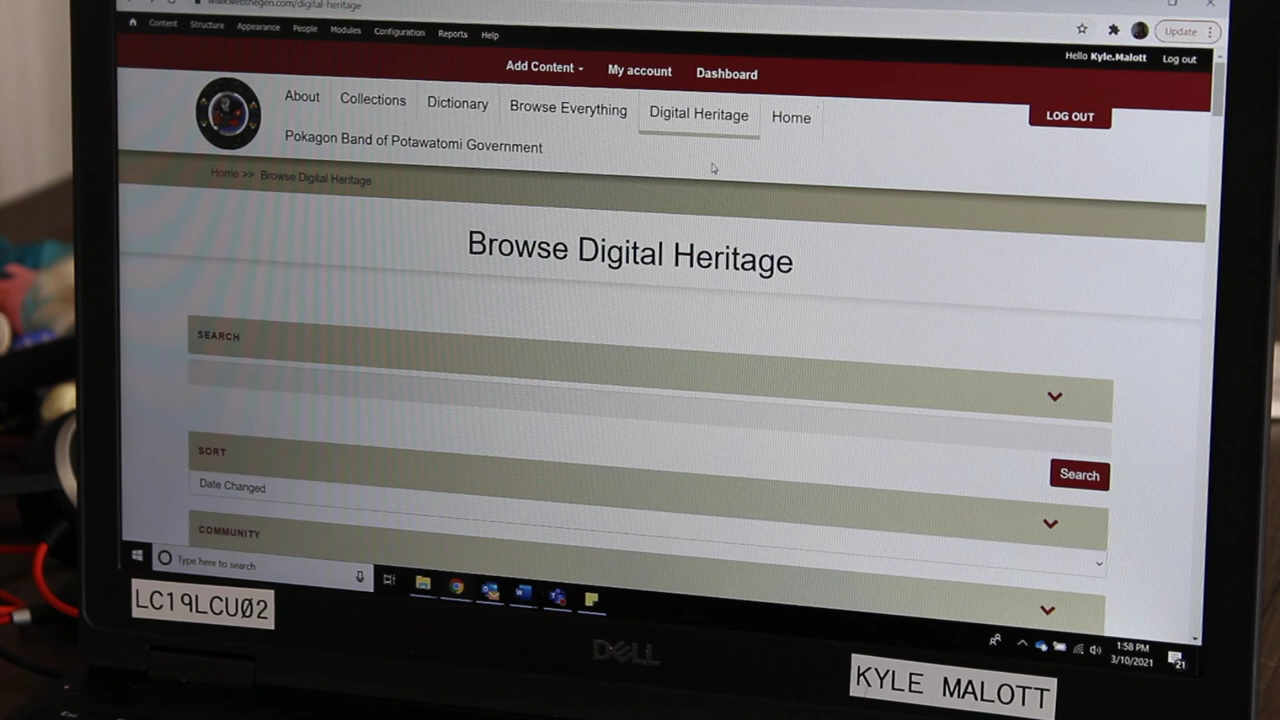 www.webthegen.com/digital-heritage
Update
Content Structure Appearance People Modules Configuration Reports Help
Hello Kyle.Malott Log out
Add Content My account Dashboard
About Collections Dictionary Browse Everything Digital Heritage Home
LOG OUT
Pokagon Band of Potawatomi Government
Home >> Browse Digital Heritage
Browse Digital Heritage
SEARCH
SORT
Search
Date Changed
COMMUNITY
Type here to search
1:58 PM
3/10/2021
21
LC19LCUØ2
DELL
KYLE MALOTT